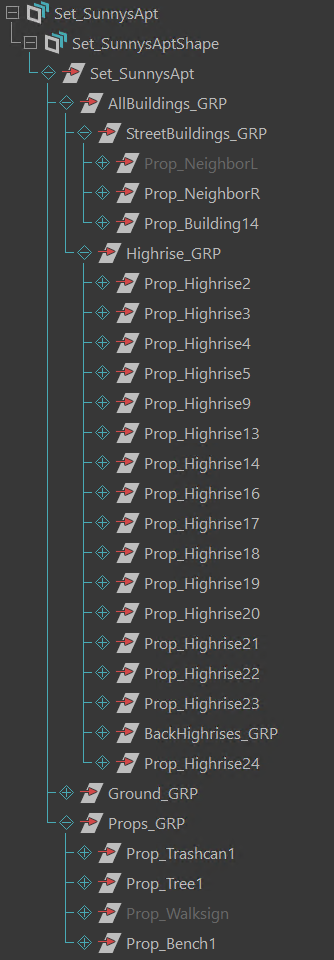 Set_SunnysApt
Set_SunnysAptShape
Set_SunnysApt
AllBuildings_GRP
StreetBuildings_GRP
Prop_NeighborL
Prop_NeighborR
Prop_Building14
Highrise_GRP
Prop_Highrise2
Prop_Highrise3
Prop_Highrise4
Prop_Highrise5
Prop_Highrise9
Prop_Highrise13
Prop_Highrise14
Prop_Highrise16
Prop_Highrise17
Prop_Highrise18
Prop_Highrise19
Prop_Highrise20
Prop_Highrise21
Prop_Highrise22
Prop_Highrise23
BackHighrises_GRP
Prop_Highrise24
Ground_GRP
Props_GRP
Prop_Trashcan1
Prop_Tree1
Prop_Walksign
Prop_Bench1